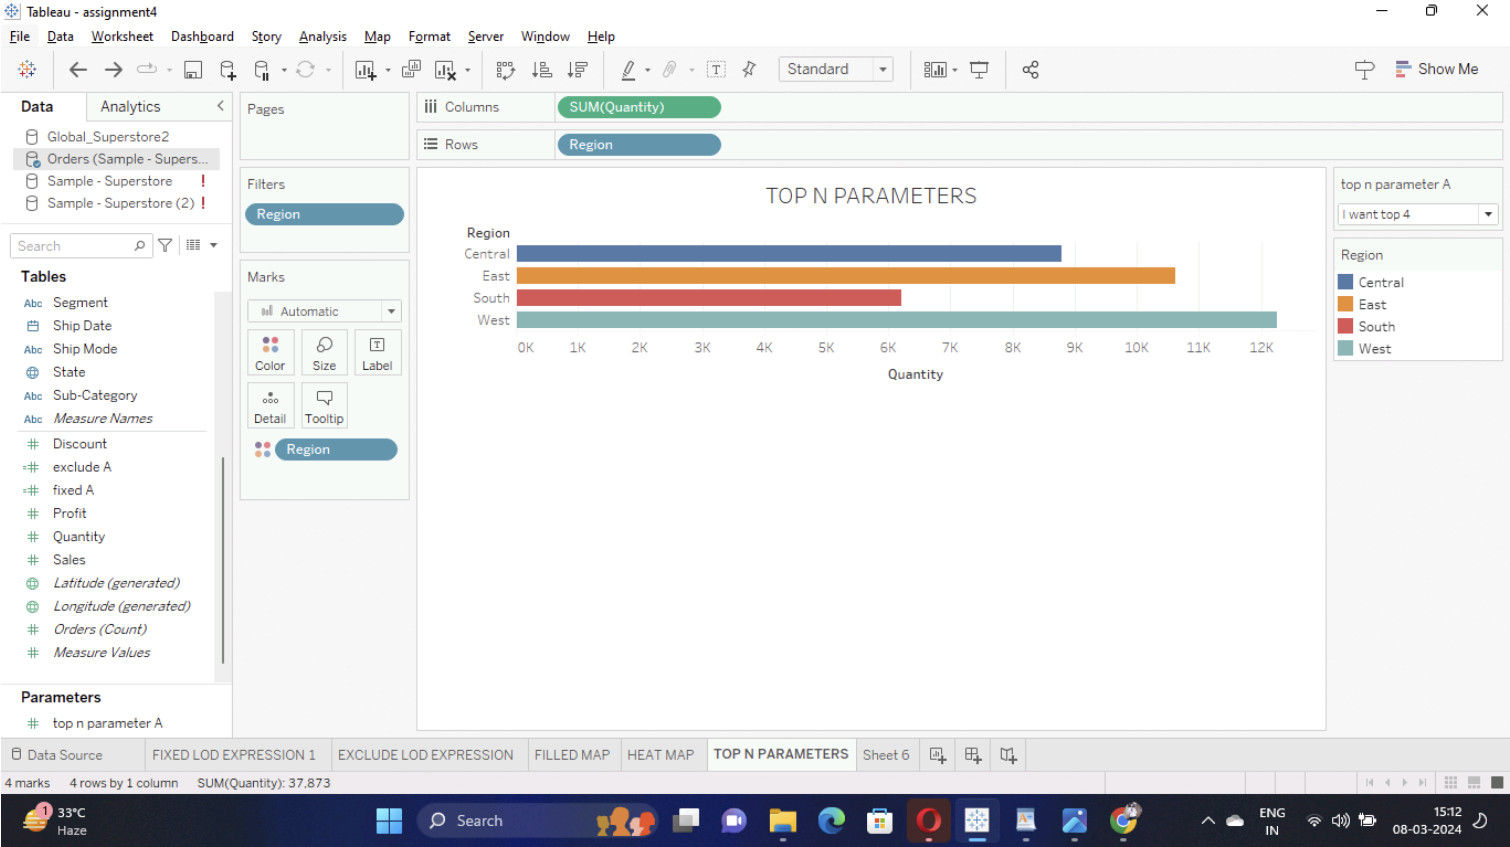 Tableau - assignment4
File Data Worksheet Dashboard Story Analysis Map Format Server Window Help
Standard
Show Me
Data Analytics
Global_Superstore2
Orders (Sample - Supers...
Sample - Superstore !
Sample - Superstore (2) !
Search
Tables
Abc Segment
Ship Date
Abc Ship Mode
State
Abc Sub-Category
Abc Measure Names
# Discount
=# exclude A
=# fixed A
# Profit
# Quantity
# Sales
Latitude (generated)
Longitude (generated)
# Orders (Count)
# Measure Values
Parameters
# top n parameter A
Pages
Filters
Region
Marks
Automatic
Color Size Label
Detail Tooltip
Region
Columns SUM(Quantity)
Rows Region
TOP N PARAMETERS
Region
Central
East
South
West
0K 1K 2K 3K 4K 5K 6K 7K 8K 9K 10K 11K 12K
Quantity
top n parameter A
I want top 4
Region
Central
East
South
West
Data Source FIXED LOD EXPRESSION 1 EXCLUDE LOD EXPRESSION FILLED MAP HEAT MAP TOP N PARAMETERS Sheet 6
4 marks 4 rows by 1 column SUM(Quantity): 37,873
1
33°C
Haze
Search
ENG
IN
15:12
08-03-2024